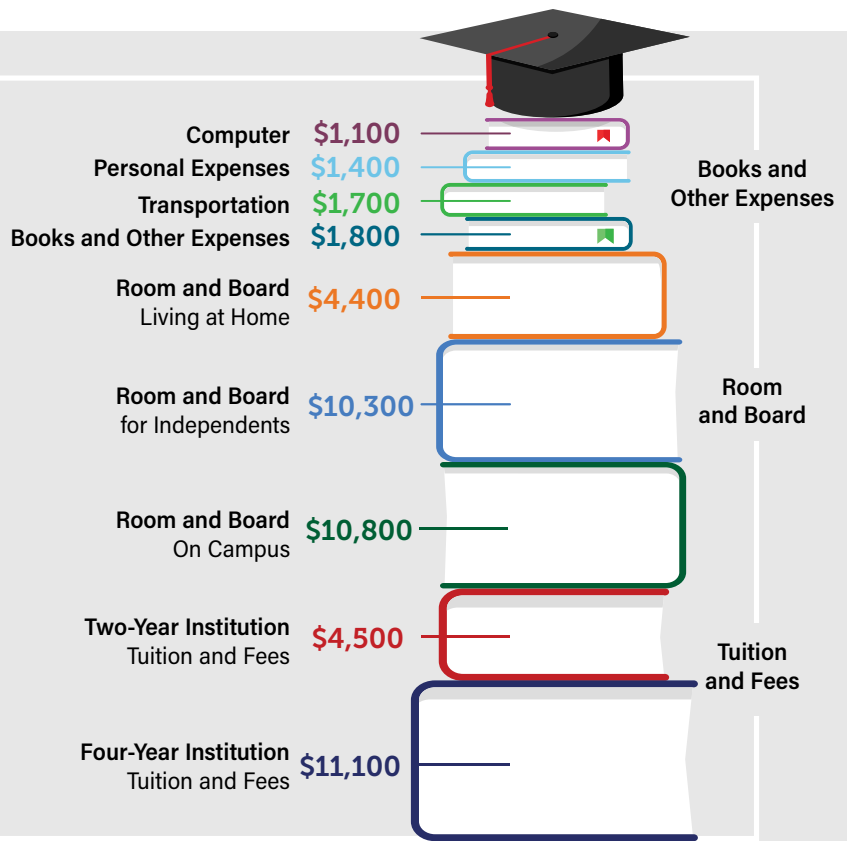 Computer $1,100
Personal Expenses $1,400
Transportation $1,700
Books and Other Expenses $1,800
Books and
Other Expenses
Room and Board
Living at Home
$4,400
Room and Board
for Independents
$10,300
Room
and Board
Room and Board
On Campus
$10,800
Two-Year Institution
Tuition and Fees
$4,500
Tuition
and Fees
Four-Year Institution
Tuition and Fees
$11,100